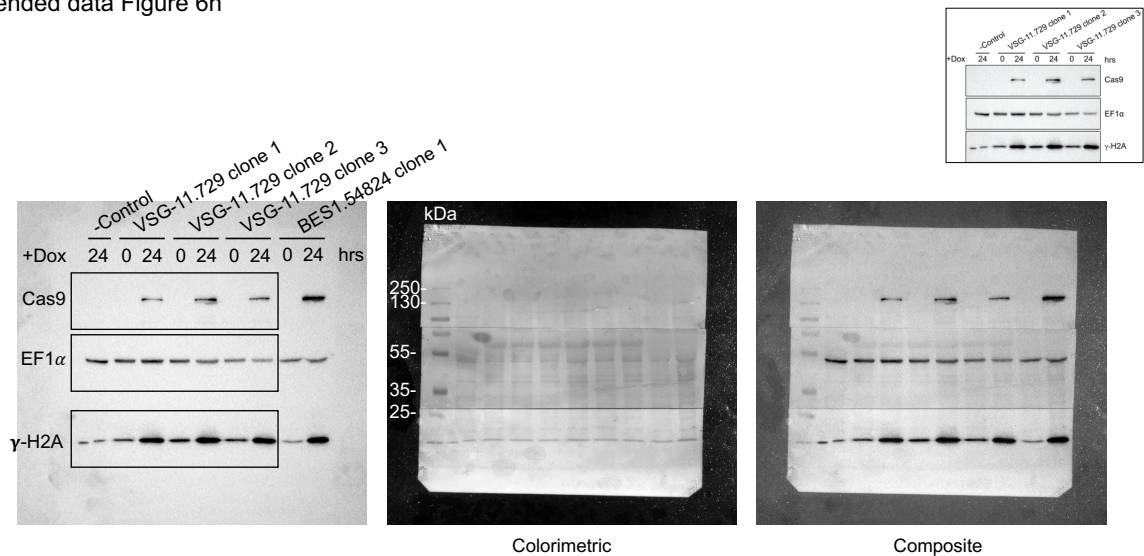 ended data Figure 6h
-Control VSG-11.729 clone 1 VSG-11.729 clone 2 VSG-11.729 clone 3
+Dox 24 0 24 0 24 0 24 hrs
Cas9
EF1α
γ-H2A
-Control VSG-11.729 clone 1 VSG-11.729 clone 2 VSG-11.729 clone 3 BES1.54824 clone 1
+Dox 24 0 24 0 24 0 24 0 24 hrs
Cas9
EF1α
γ-H2A
kDa
250-
130-
55-
35-
25-
Colorimetric
Composite